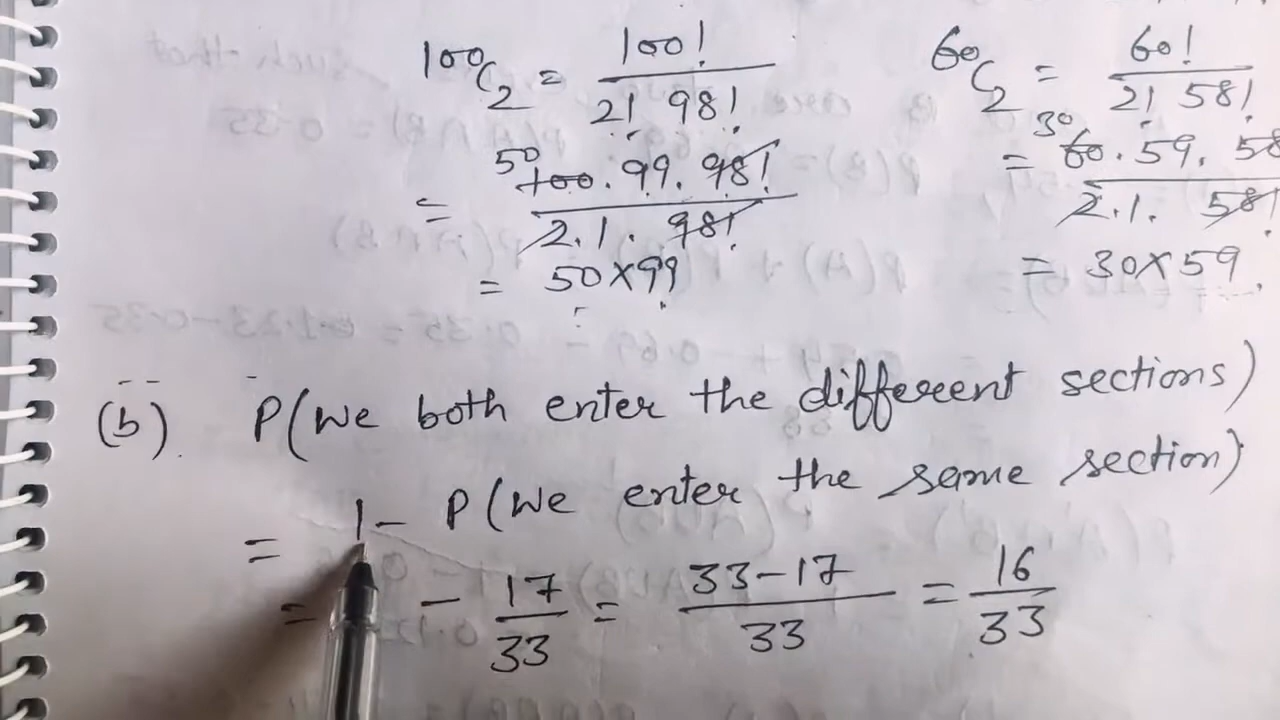 ¹⁰⁰C₂ = 100! / 2! 98!
= 50 100. 99. 98! / 2. 1. 98!
= 50×99
⁶⁰C₂ = 60! / 2! 58!
= 30 60. 59. 58 / 2. 1. 58!
= 30×59
(b). P(we both enter the different sections)
= 1 - P(we enter the same section)
= - 17/33 = 33-17/33 = 16/33